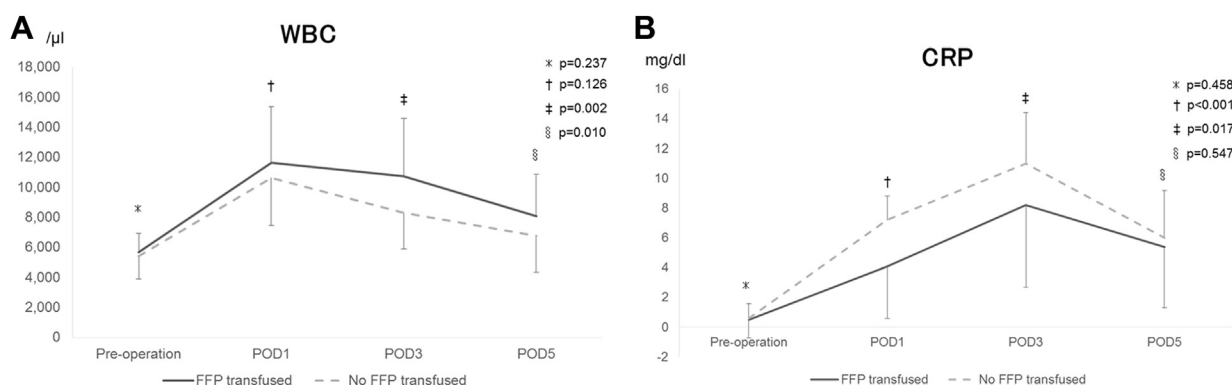 A
/μl
WBC
18,000
16,000
14,000
12,000
10,000
8,000
6,000
4,000
2,000
0
* p=0.237
† p=0.126
‡ p=0.002
§ p=0.010
*
†
‡
§
Pre-operation POD1 POD3 POD5
FFP transfused No FFP transfused
B
mg/dl
CRP
16
14
12
10
8
6
4
2
0
-2
* p=0.458
† p<0.001
‡ p=0.017
§ p=0.547
*
†
‡
§
Pre-operation POD1 POD3 POD5
FFP transfused No FFP transfused